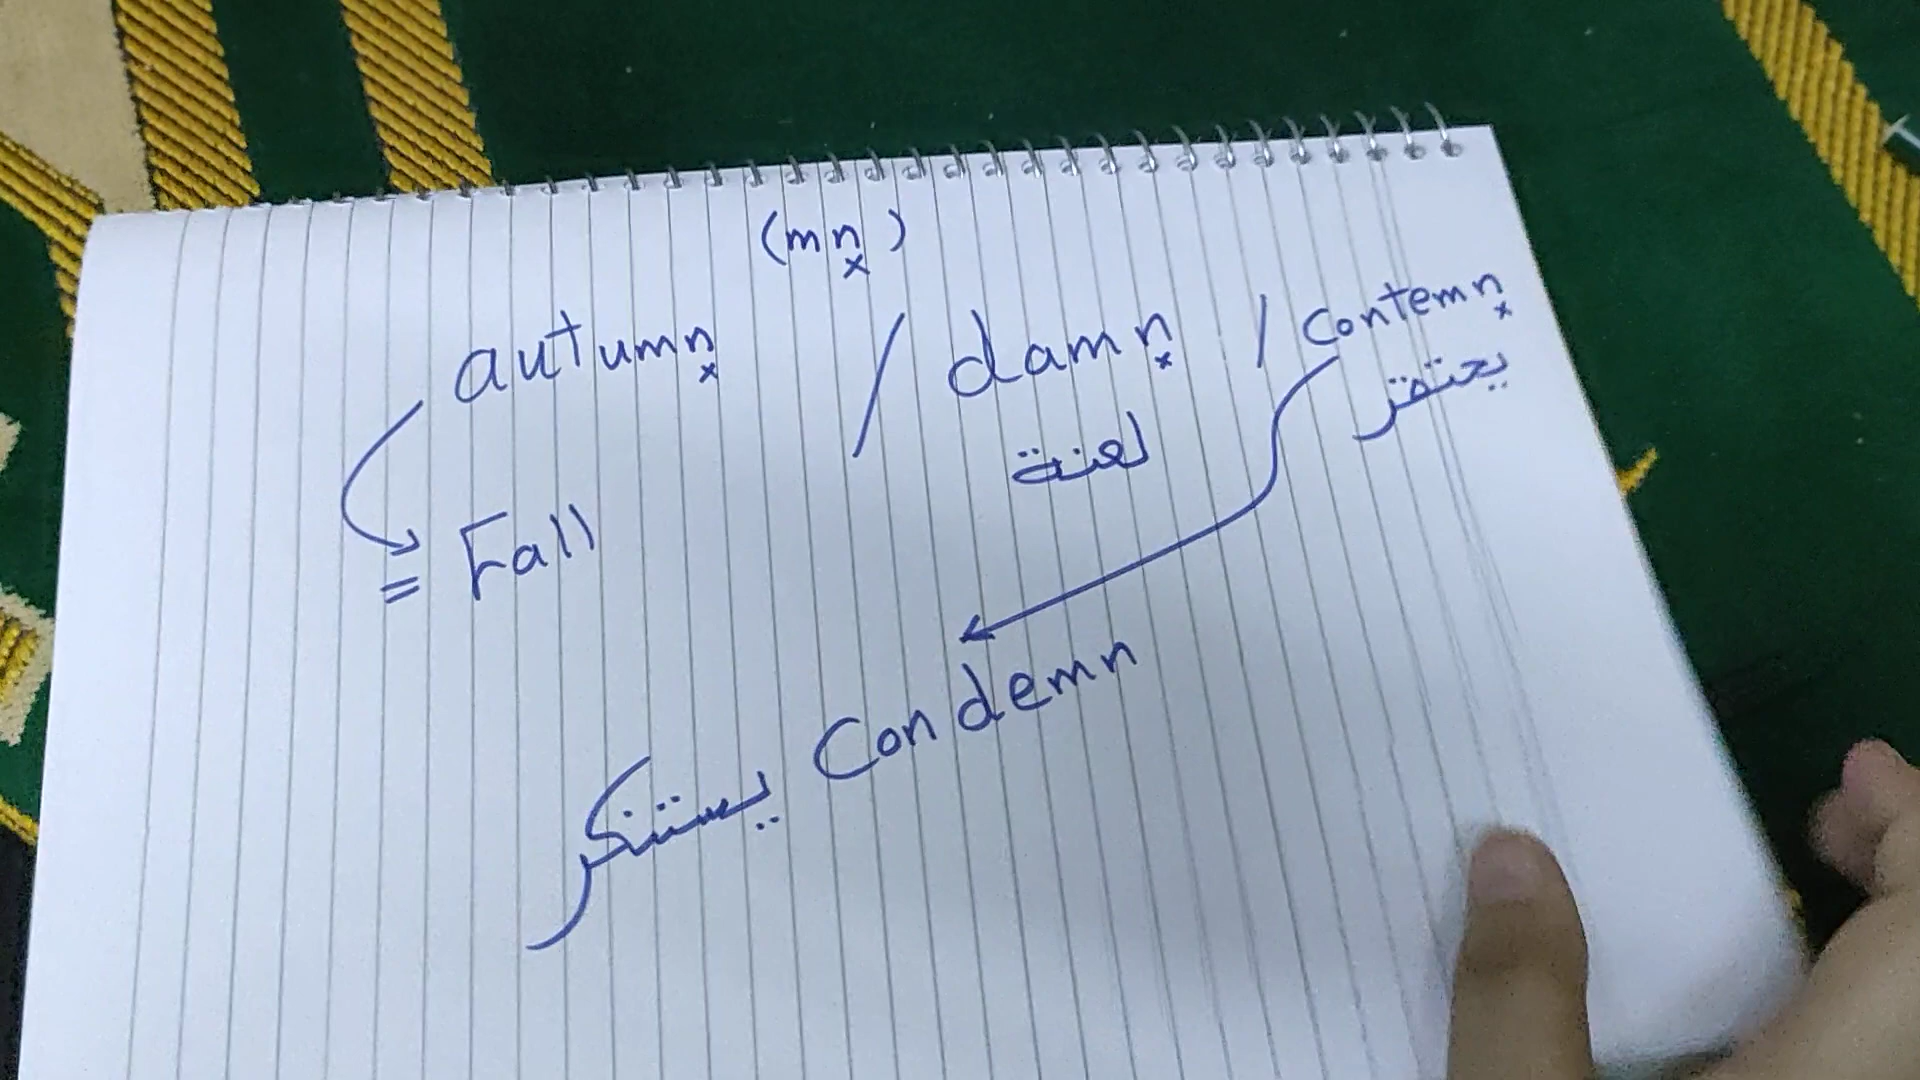 (mn)
x
autumn / damn / Contemn
x x x
لعنة يحتقر
= Fall
Condemn
يستنكر